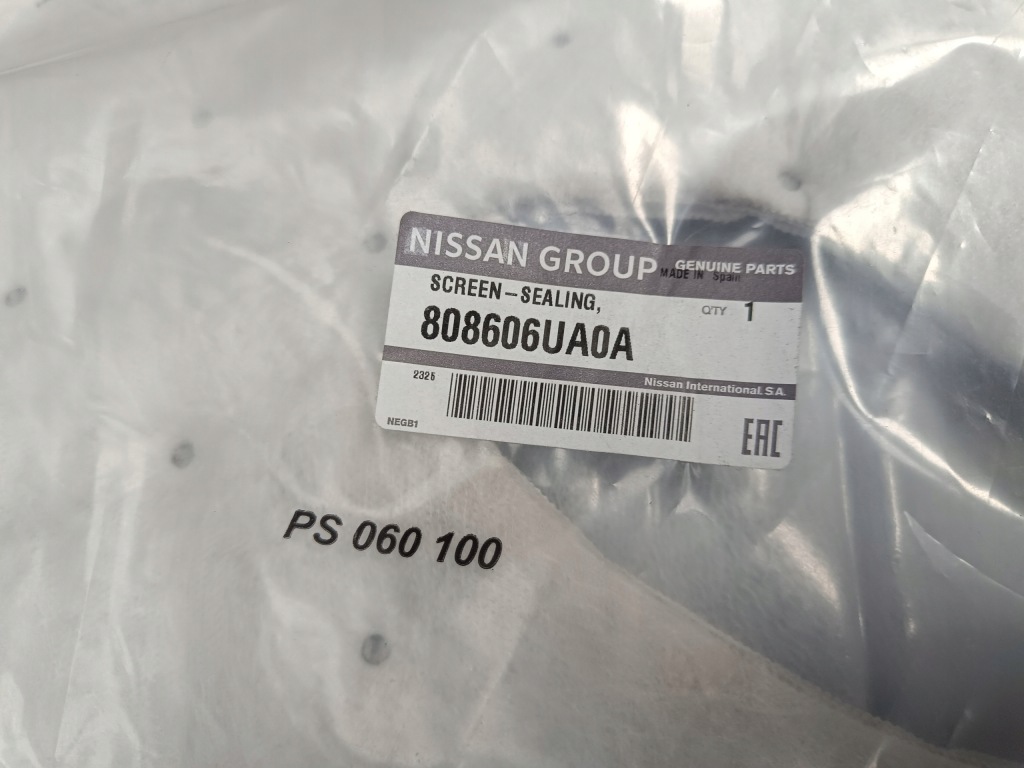 NISSAN GROUP GENUINE PARTS
MADE IN Spain
SCREEN-SEALING,
QTY 1
808606UA0A
Nissan International. S.A.
2325
NEGB1
EAC
PS 060 100